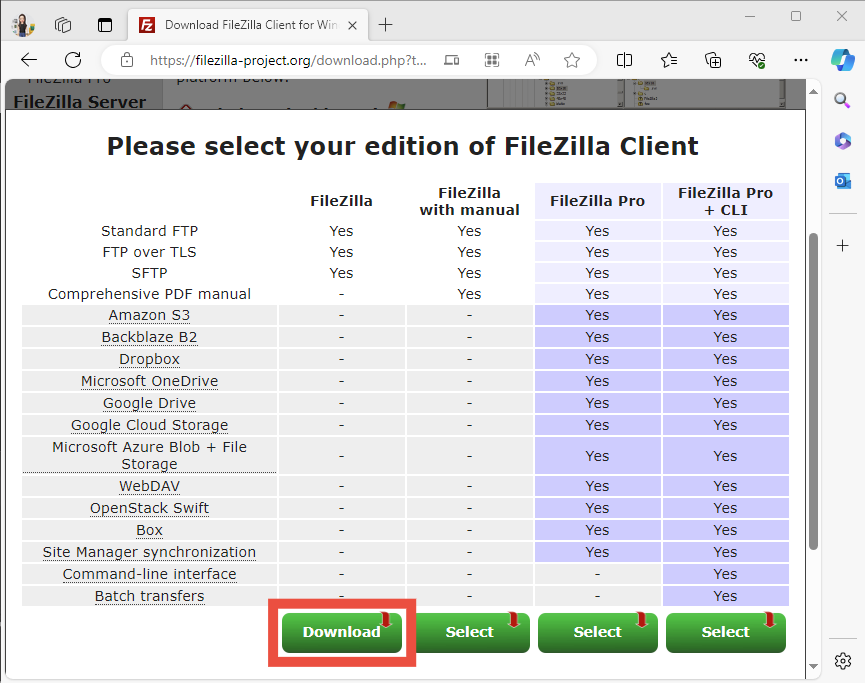 Download FileZilla Client for Win
https://filezilla-project.org/download.php?t...
FileZilla Pro
platform below:
FileZilla Server
Please select your edition of FileZilla Client
FileZilla
FileZilla
with manual
FileZilla Pro
FileZilla Pro
+ CLI
Standard FTP Yes Yes Yes Yes
FTP over TLS Yes Yes Yes Yes
SFTP Yes Yes Yes Yes
Comprehensive PDF manual - Yes Yes Yes
Amazon S3 - - Yes Yes
Backblaze B2 - - Yes Yes
Dropbox - - Yes Yes
Microsoft OneDrive - - Yes Yes
Google Drive - - Yes Yes
Google Cloud Storage - - Yes Yes
Microsoft Azure Blob + File
Storage - - Yes Yes
WebDAV - - Yes Yes
OpenStack Swift - - Yes Yes
Box - - Yes Yes
Site Manager synchronization - - Yes Yes
Command-line interface - - - Yes
Batch transfers - - - Yes
Download Select Select Select